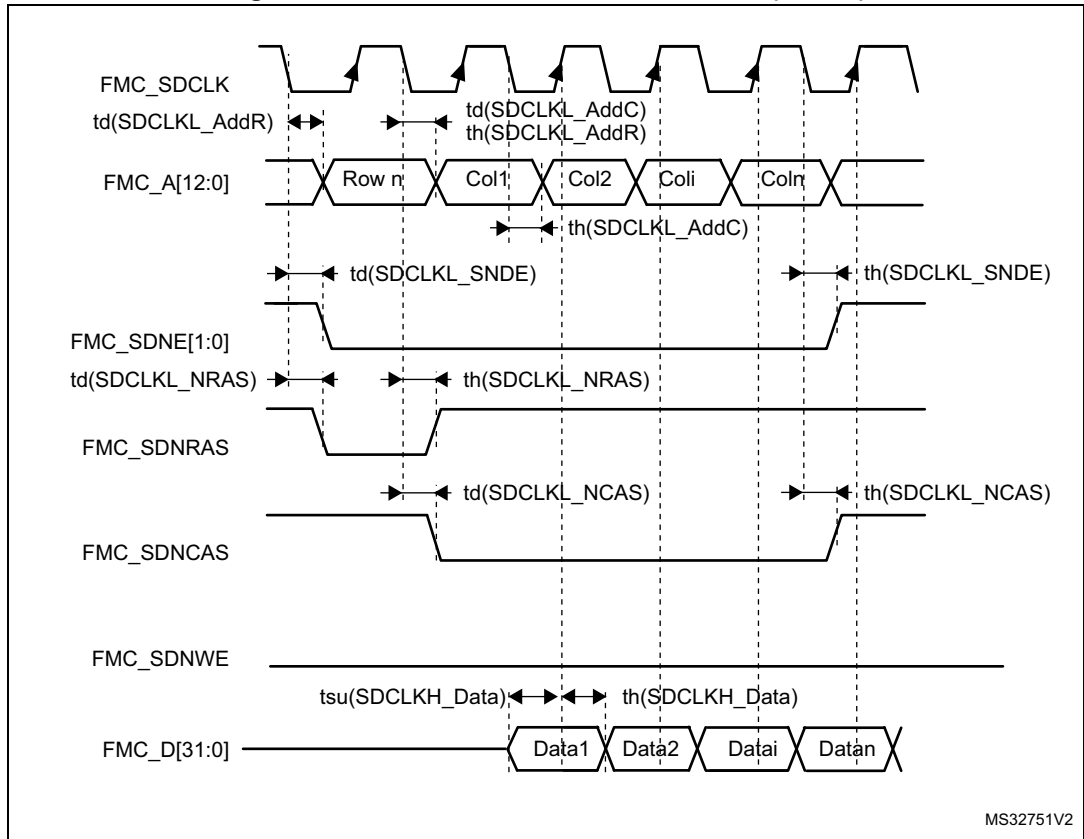 FMC_SDCLK
td(SDCLKL_AddR)
td(SDCLKL_AddC)
th(SDCLKL_AddR)
FMC_A[12:0]
Row n
Col1
Col2
Coli
Coln
th(SDCLKL_AddC)
td(SDCLKL_SNDE)
th(SDCLKL_SNDE)
FMC_SDNE[1:0]
td(SDCLKL_NRAS)
th(SDCLKL_NRAS)
FMC_SDNRAS
td(SDCLKL_NCAS)
th(SDCLKL_NCAS)
FMC_SDNCAS
FMC_SDNWE
tsu(SDCLKH_Data)
th(SDCLKH_Data)
FMC_D[31:0]
Data1
Data2
Datai
Datan
MS32751V2